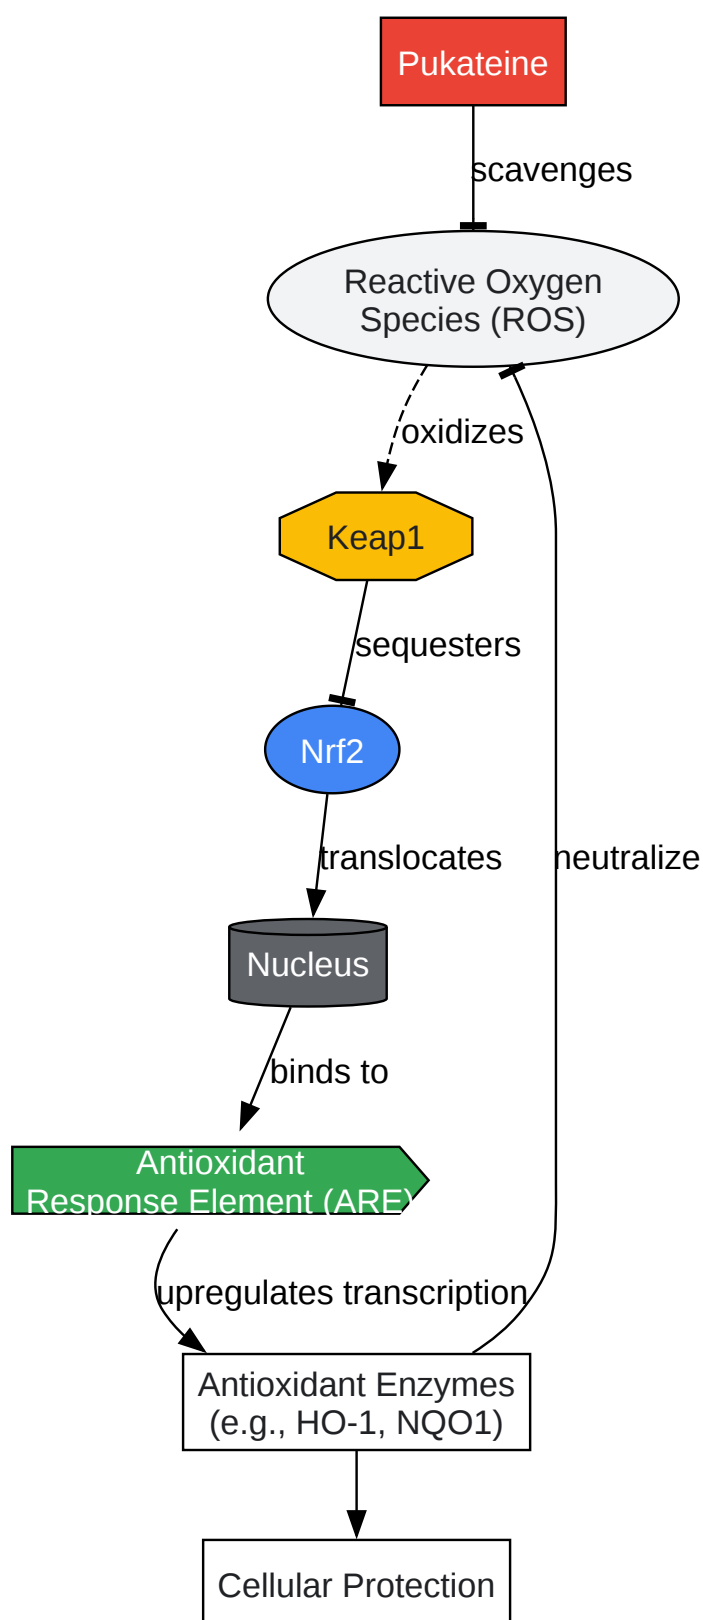 Pukateine
scavenges
Reactive Oxygen
Species (ROS)
oxidizes
Keap1
sequesters
Nrf2
translocates
neutralize
Nucleus
binds to
Antioxidant
Response Element (ARE)
upregulates transcription
Antioxidant Enzymes
(e.g., HO-1, NQO1)
Cellular Protection